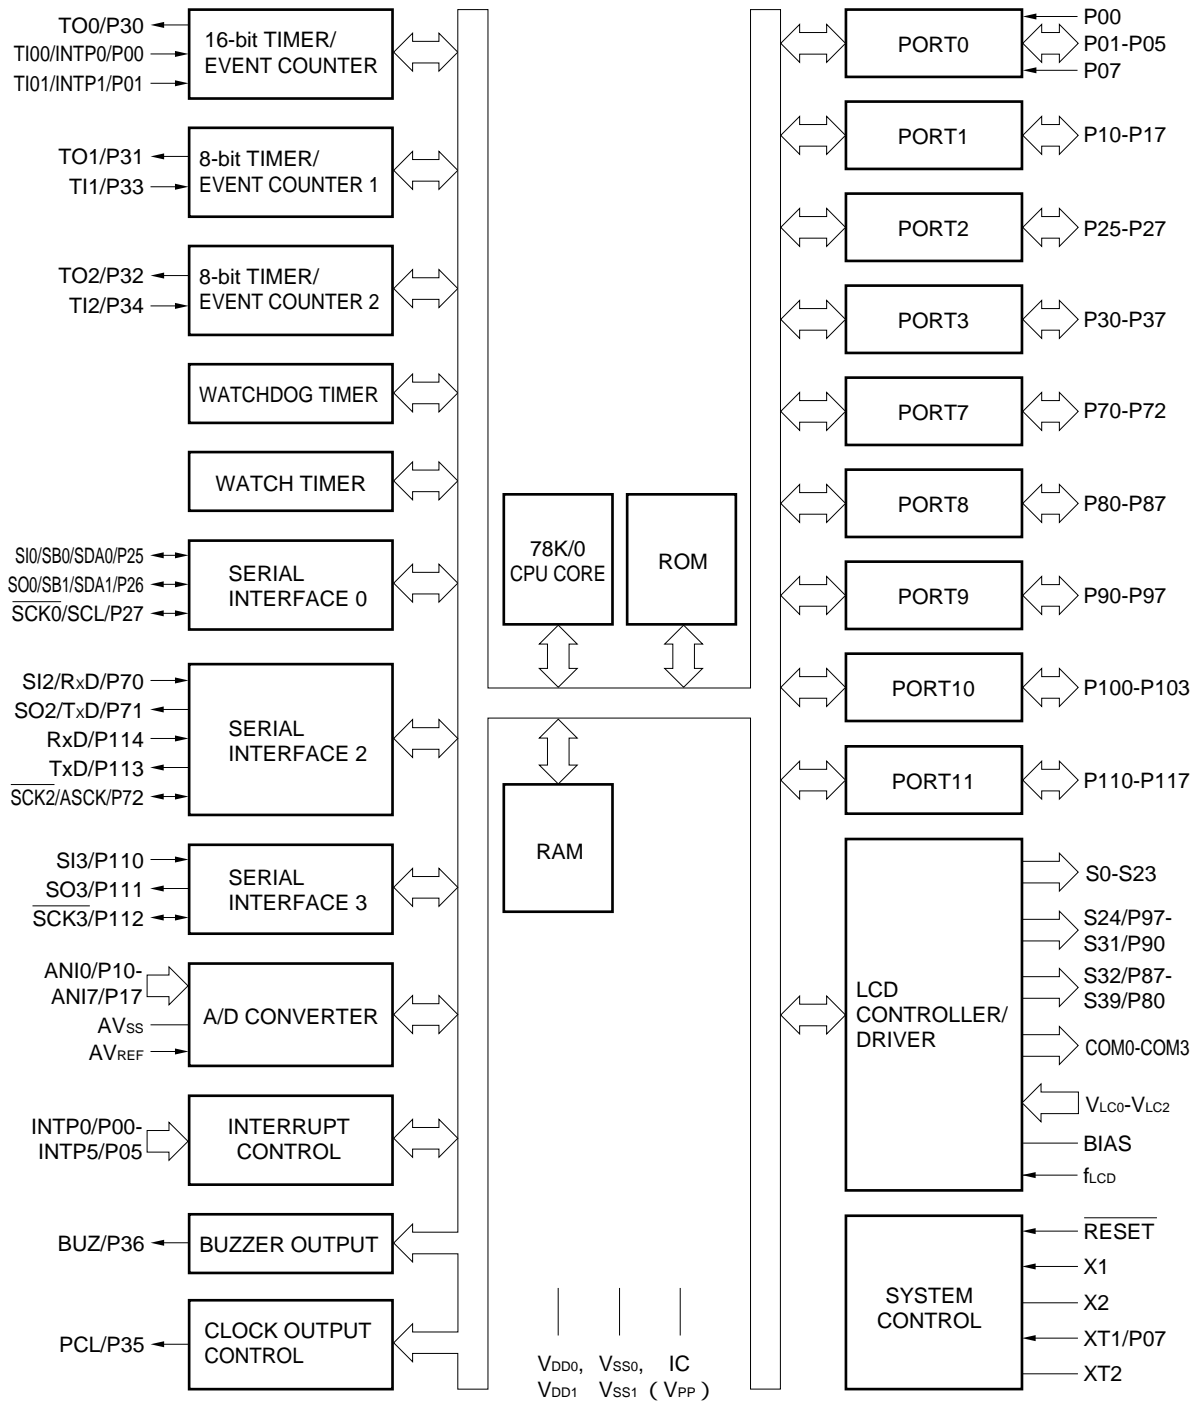 TO0/P30
TI00/INTP0/P00
TI01/INTP1/P01
16-bit TIMER/
EVENT COUNTER
TO1/P31
TI1/P33
8-bit TIMER/
EVENT COUNTER 1
TO2/P32
TI2/P34
8-bit TIMER/
EVENT COUNTER 2
WATCHDOG TIMER
WATCH TIMER
SI0/SB0/SDA0/P25
SO0/SB1/SDA1/P26
SCK0/SCL/P27
SERIAL
INTERFACE 0
SI2/RxD/P70
SO2/TxD/P71
RxD/P114
TxD/P113
SCK2/ASCK/P72
SERIAL
INTERFACE 2
SI3/P110
SO3/P111
SCK3/P112
SERIAL
INTERFACE 3
ANI0/P10-
ANI7/P17
AVSS
AVREF
A/D CONVERTER
INTP0/P00-
INTP5/P05
INTERRUPT
CONTROL
BUZ/P36
BUZZER OUTPUT
PCL/P35
CLOCK OUTPUT
CONTROL
78K/0
CPU CORE
ROM
RAM
VDD0,
VDD1
VSS0,
VSS1
IC
(VPP)
PORT0
P00
P01-P05
P07
PORT1
P10-P17
PORT2
P25-P27
PORT3
P30-P37
PORT7
P70-P72
PORT8
P80-P87
PORT9
P90-P97
PORT10
P100-P103
PORT11
P110-P117
LCD
CONTROLLER/
DRIVER
S0-S23
S24/P97-
S31/P90
S32/P87-
S39/P80
COM0-COM3
VLC0-VLC2
BIAS
fLCD
SYSTEM
CONTROL
RESET
X1
X2
XT1/P07
XT2